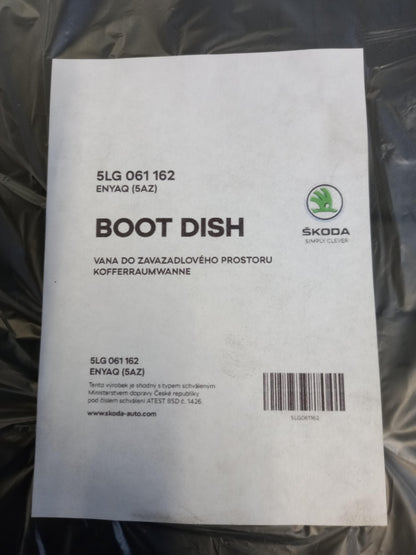 5LG 061 162
ENYAQ (5AZ)
BOOT DISH
ŠKODA
SIMPLY CLEVER
VANA DO ZAVAZADLOVÉHO PROSTORU
KOFFERRAUMWANNE
5LG 061 162
ENYAQ (5AZ)
Tento výrobek je shodný s typem schváleným
Ministerstvem dopravy České republiky
pod číslem schválení ATEST 8SD č. 1426.
www.skoda-auto.com
5LG061162